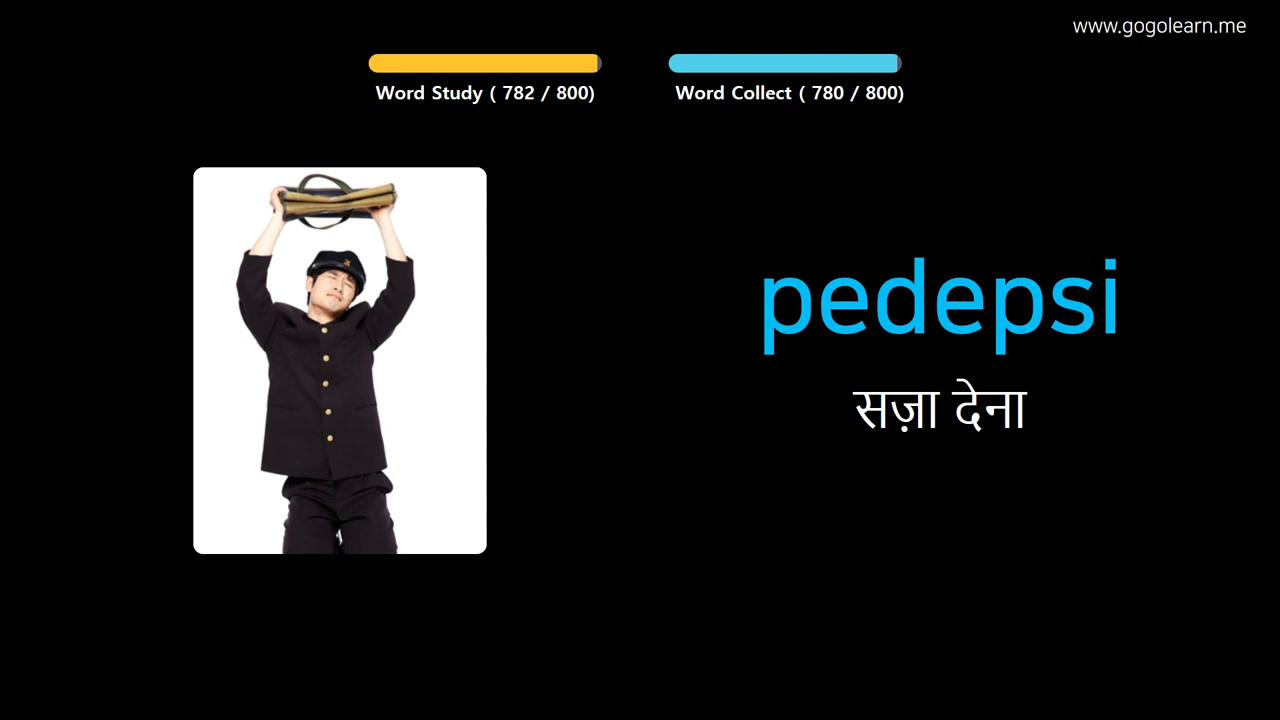 www.gogolearn.me
Word Study ( 782 / 800)
Word Collect ( 780 / 800)
pedepsi
सज़ा देना